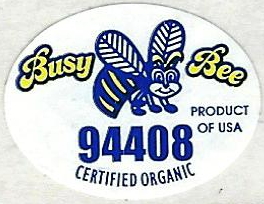 Busy Bee
PRODUCT
OF USA
94408
CERTIFIED ORGANIC